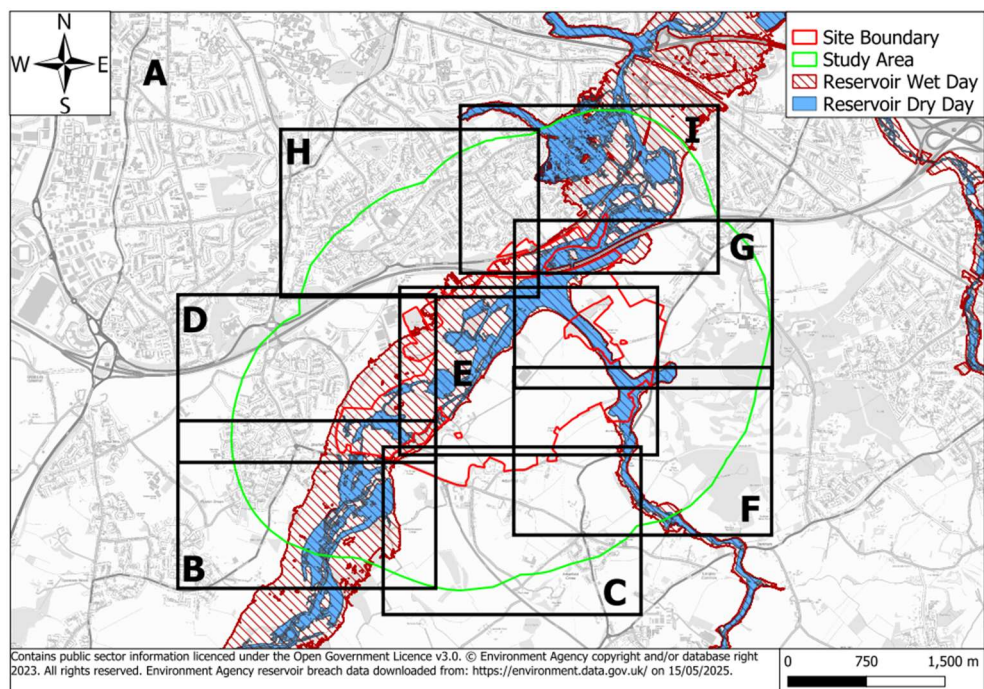 N
W E
S
A
Site Boundary
Study Area
Reservoir Wet Day
Reservoir Dry Day
H
I
G
D
E
F
B
C
Contains public sector information licenced under the Open Government Licence v3.0. © Environment Agency copyright and/or database right
2023. All rights reserved. Environment Agency reservoir breach data downloaded from: https://environment.data.gov.uk/ on 15/05/2025.
0 750 1,500 m